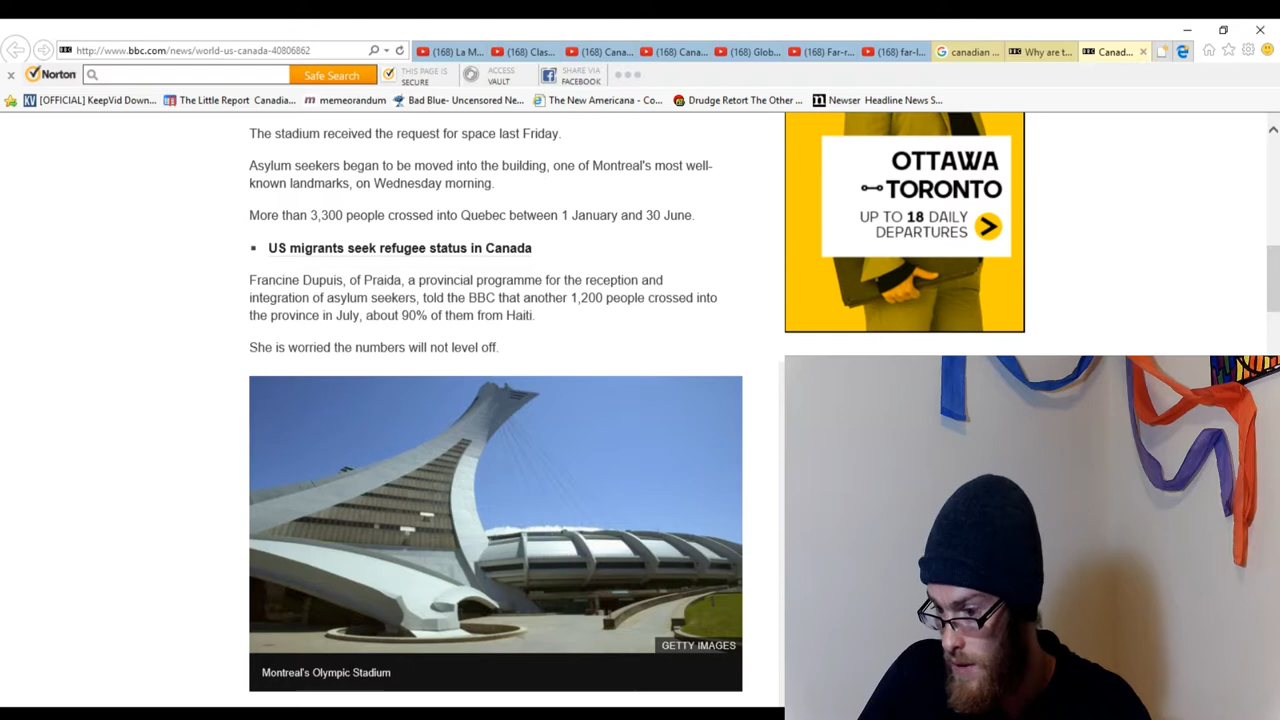 http://www.bbc.com/news/world-us-canada-40806862
(168) La M...
(168) Clas...
(168) Cana...
(168) Cana...
(168) Glob...
(168) Far-r...
(168) far-l...
canadian ...
Why are t...
Canad...
Norton
Safe Search
THIS PAGE IS
SECURE
ACCESS
VAULT
SHARE VIA
FACEBOOK
[OFFICIAL] KeepVid Down...
The Little Report Canadia...
memeorandum
Bad Blue- Uncensored Ne...
The New Americana - Co...
Drudge Retort The Other ...
Newser Headline News S...
The stadium received the request for space last Friday.
Asylum seekers began to be moved into the building, one of Montreal's most well-
known landmarks, on Wednesday morning.
More than 3,300 people crossed into Quebec between 1 January and 30 June.
US migrants seek refugee status in Canada
Francine Dupuis, of Praida, a provincial programme for the reception and
integration of asylum seekers, told the BBC that another 1,200 people crossed into
the province in July, about 90% of them from Haiti.
She is worried the numbers will not level off.
GETTY IMAGES
Montreal's Olympic Stadium
OTTAWA
TORONTO
UP TO 18 DAILY
DEPARTURES